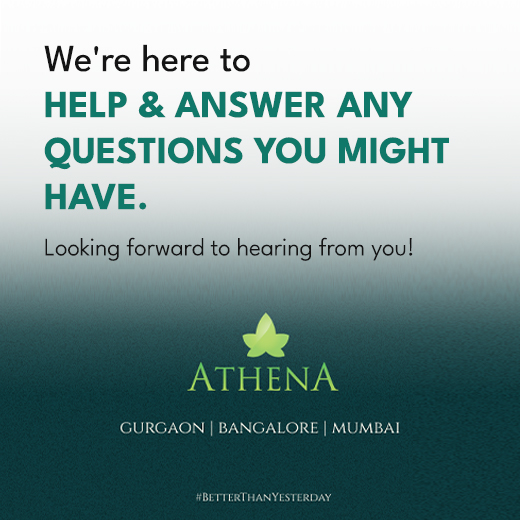 We're here to
HELP & ANSWER ANY
QUESTIONS YOU MIGHT
HAVE.
Looking forward to hearing from you!
ATHENA
GURGAON | BANGALORE | MUMBAI
#BETTERTHANYESTERDAY